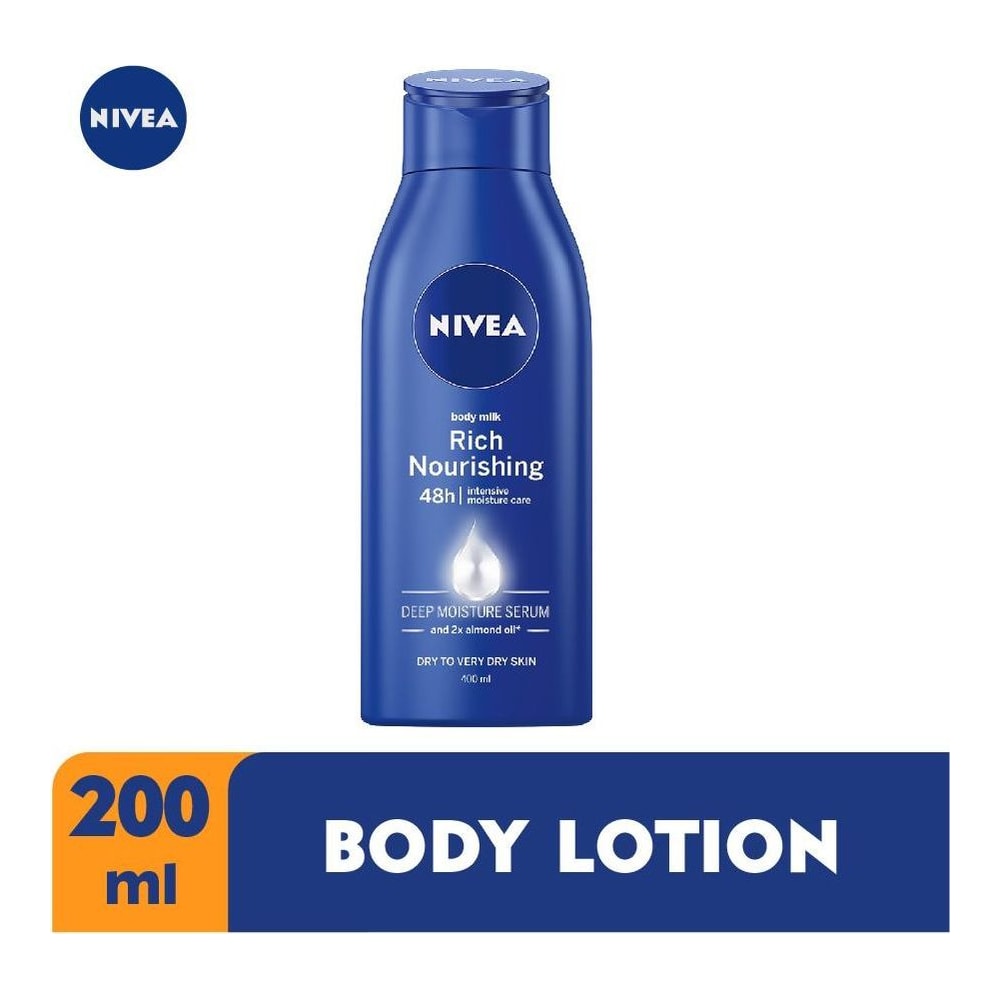 NIVEA
NIVEA
NIVEA
body milk
Rich
Nourishing
48h | intensive
moisture care
DEEP MOISTURE SERUM
and 2x almond oil*
DRY TO VERY DRY SKIN
400 ml
200
ml
BODY LOTION